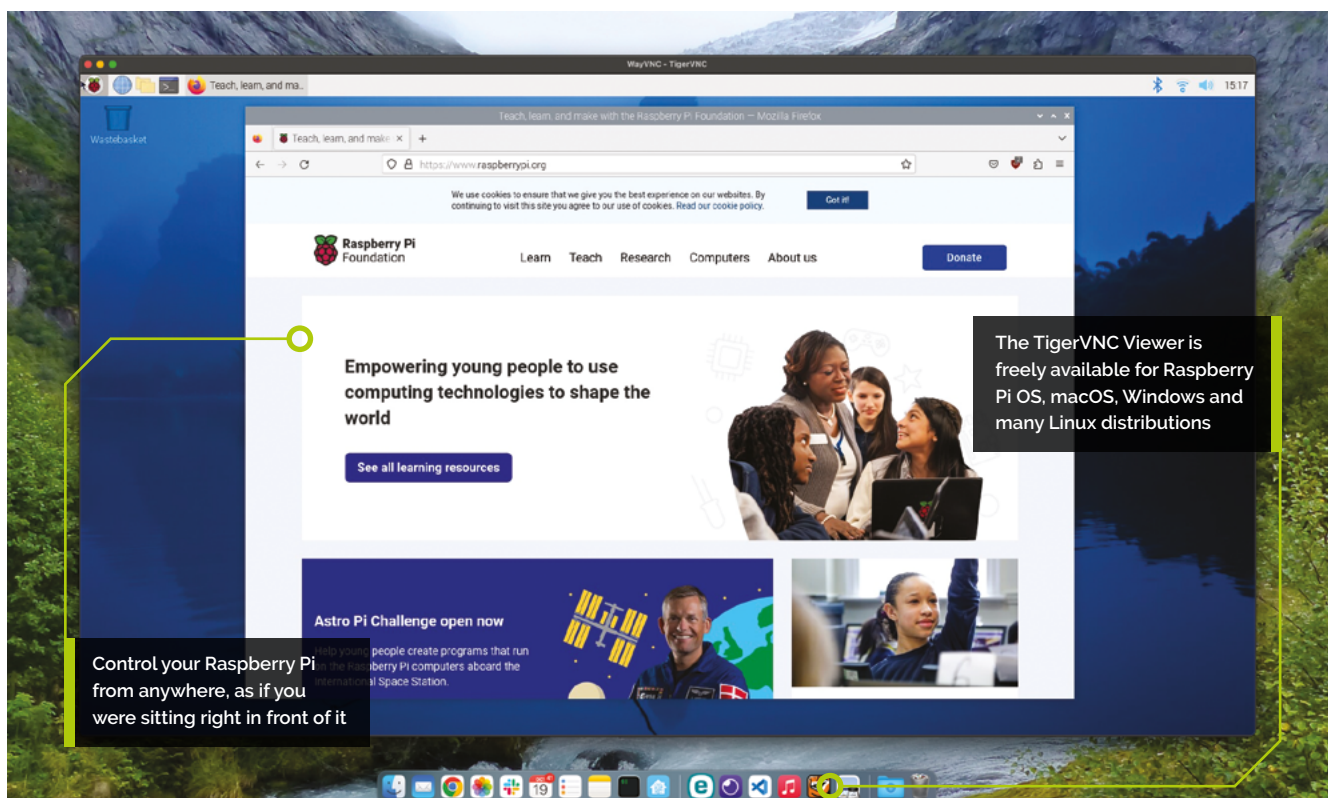 WayVNC - TigerVNC
Teach, learn, and ma..
15:17
Wastebasket
Teach, learn, and make with the Raspberry Pi Foundation — Mozilla Firefox
Teach, learn, and make
https://www.raspberrypi.org
We use cookies to ensure that we give you the best experience on our websites. By
continuing to visit this site you agree to our use of cookies. Read our cookie policy.
Got it!
Raspberry Pi
Foundation
Learn Teach Research Computers About us
Donate
Empowering young people to use
computing technologies to shape the
world
See all learning resources
The TigerVNC Viewer is
freely available for Raspberry
Pi OS, macOS, Windows and
many Linux distributions
Astro Pi Challenge open now
Help young people create programs that run
on the Raspberry Pi computers aboard the
International Space Station.
Control your Raspberry Pi
from anywhere, as if you
were sitting right in front of it
19